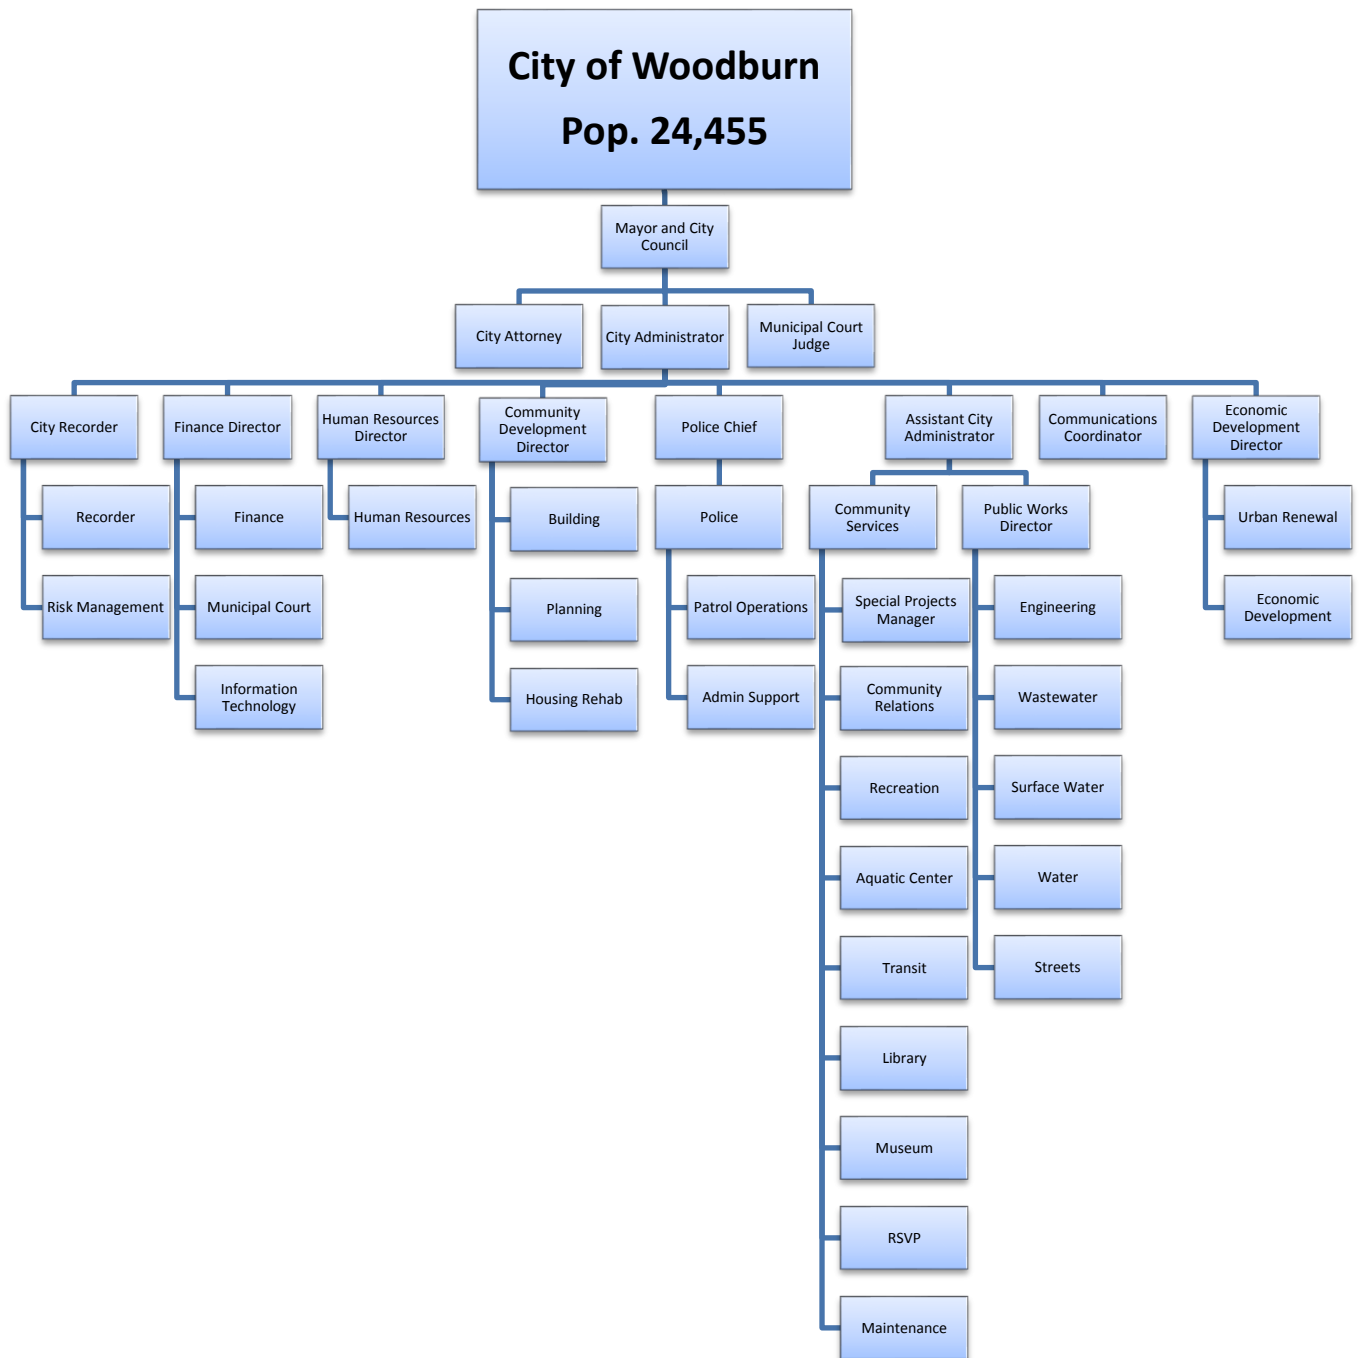 City of Woodburn
Pop. 24,455
Mayor and City
Council
City Attorney
City Administrator
Municipal Court
Judge
City Recorder
Finance Director
Human Resources
Director
Community
Development
Director
Police Chief
Assistant City
Administrator
Communications
Coordinator
Economic
Development
Director
Recorder
Finance
Human Resources
Building
Police
Community
Services
Public Works
Director
Urban Renewal
Risk Management
Municipal Court
Planning
Patrol Operations
Special Projects
Manager
Engineering
Economic
Development
Information
Technology
Housing Rehab
Admin Support
Community
Relations
Wastewater
Recreation
Surface Water
Aquatic Center
Water
Transit
Streets
Library
Museum
RSVP
Maintenance